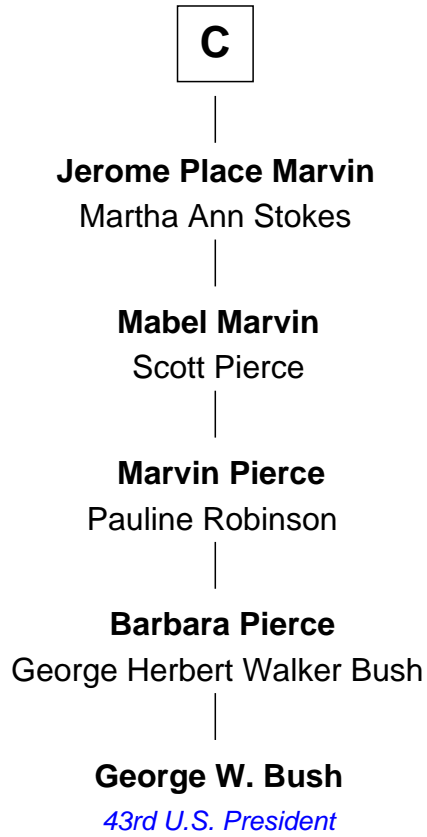 C
Jerome Place Marvin
Martha Ann Stokes
Mabel Marvin
Scott Pierce
Marvin Pierce
Pauline Robinson
Barbara Pierce
George Herbert Walker Bush
George W. Bush
43rd U.S. President